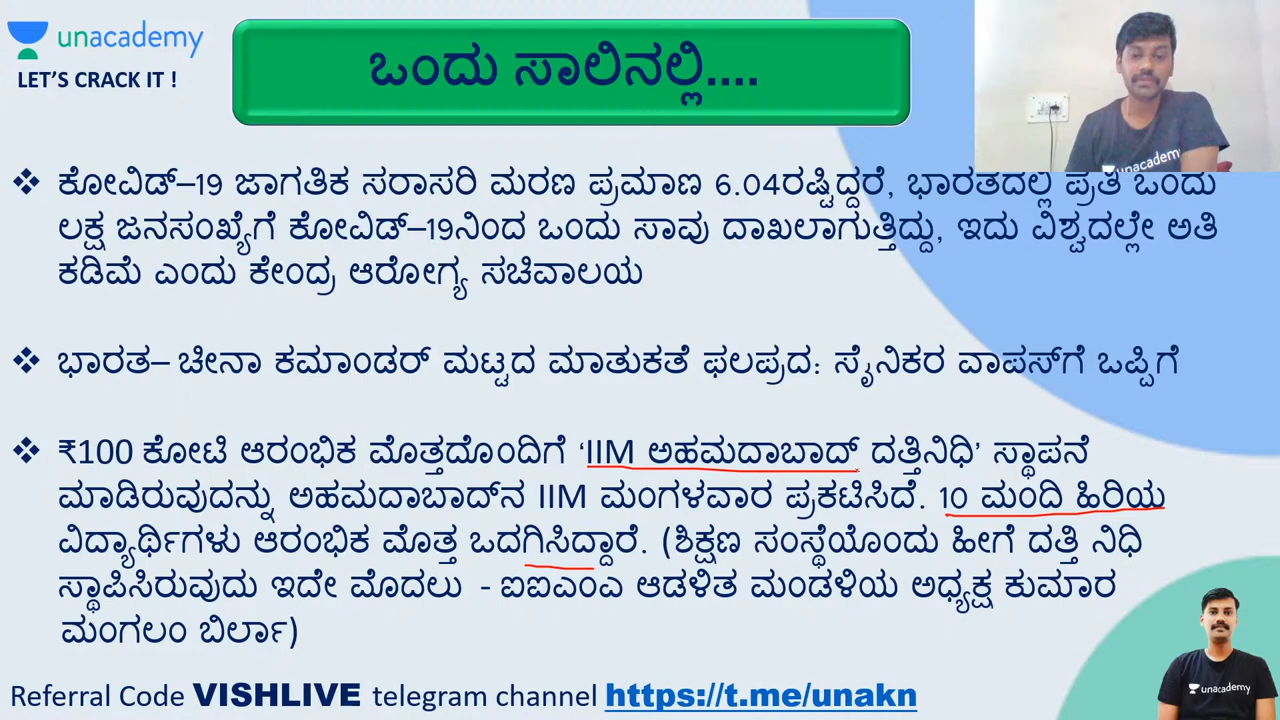 unacademy
LET'S CRACK IT !
ಒಂದು ಸಾಲಿನಲ್ಲಿ....
unacademy
❖ ಕೋವಿಡ್–19 ಜಾಗತಿಕ ಸರಾಸರಿ ಮರಣ ಪ್ರಮಾಣ 6.04ರಷ್ಟಿದ್ದರೆ, ಭಾರತದಲ್ಲಿ ಪ್ರತಿ ಒಂದು
ಲಕ್ಷ ಜನಸಂಖ್ಯೆಗೆ ಕೋವಿಡ್–19ನಿಂದ ಒಂದು ಸಾವು ದಾಖಲಾಗುತ್ತಿದ್ದು, ಇದು ವಿಶ್ವದಲ್ಲೇ ಅತಿ
ಕಡಿಮೆ ಎಂದು ಕೇಂದ್ರ ಆರೋಗ್ಯ ಸಚಿವಾಲಯ
❖ ಭಾರತ– ಚೀನಾ ಕಮಾಂಡರ್ ಮಟ್ಟದ ಮಾತುಕತೆ ಫಲಪ್ರದ: ಸೈನಿಕರ ವಾಪಸ್‌ಗೆ ಒಪ್ಪಿಗೆ
❖ ₹100 ಕೋಟಿ ಆರಂಭಿಕ ಮೊತ್ತದೊಂದಿಗೆ 'IIM ಅಹಮದಾಬಾದ್ ದತ್ತಿನಿಧಿ' ಸ್ಥಾಪನೆ
ಮಾಡಿರುವುದನ್ನು ಅಹಮದಾಬಾದ್‌ನ IIM ಮಂಗಳವಾರ ಪ್ರಕಟಿಸಿದೆ. 10 ಮಂದಿ ಹಿರಿಯ
ವಿದ್ಯಾರ್ಥಿಗಳು ಆರಂಭಿಕ ಮೊತ್ತ ಒದಗಿಸಿದ್ದಾರೆ. (ಶಿಕ್ಷಣ ಸಂಸ್ಥೆಯೊಂದು ಹೀಗೆ ದತ್ತಿ ನಿಧಿ
ಸ್ಥಾಪಿಸಿರುವುದು ಇದೇ ಮೊದಲು - ಐಐಎಂಎ ಆಡಳಿತ ಮಂಡಳಿಯ ಅಧ್ಯಕ್ಷ ಕುಮಾರ
ಮಂಗಲಂ ಬಿರ್ಲಾ)
unacademy
Referral Code VISHLIVE telegram channel https://t.me/unakn